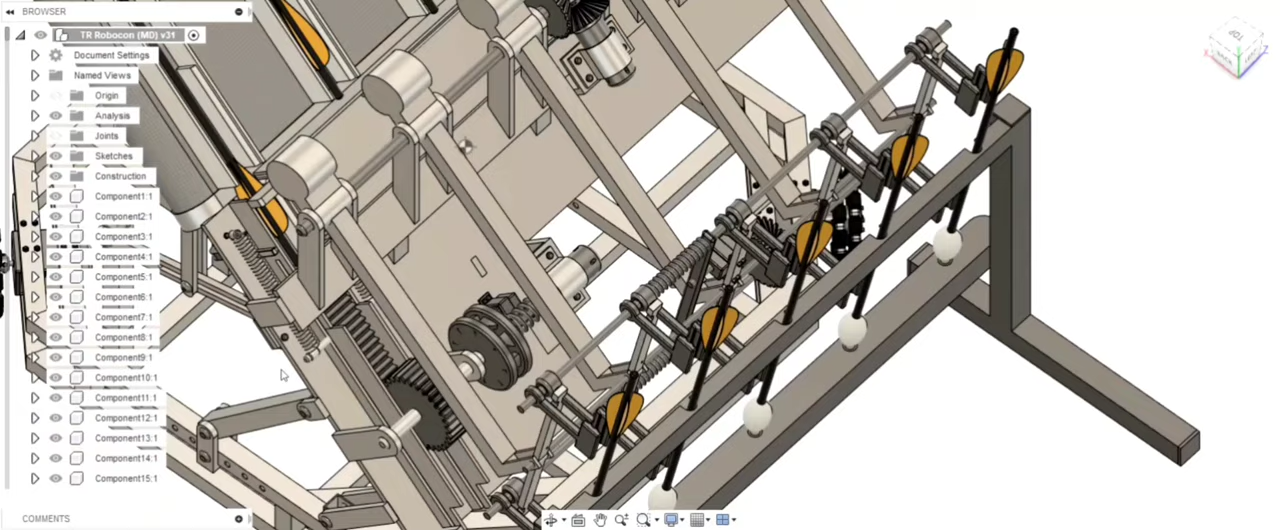 BROWSER
TR Robocon (MD) v31
Document Settings
Named Views
Origin
Analysis
Joints
Sketches
Construction
Component1:1
Component2:1
Component3:1
Component4:1
Component5:1
Component6:1
Component7:1
Component8:1
Component9:1
Component10:1
Component11:1
Component12:1
Component13:1
Component14:1
Component15:1
COMMENTS
TOP
BACK
X
Z